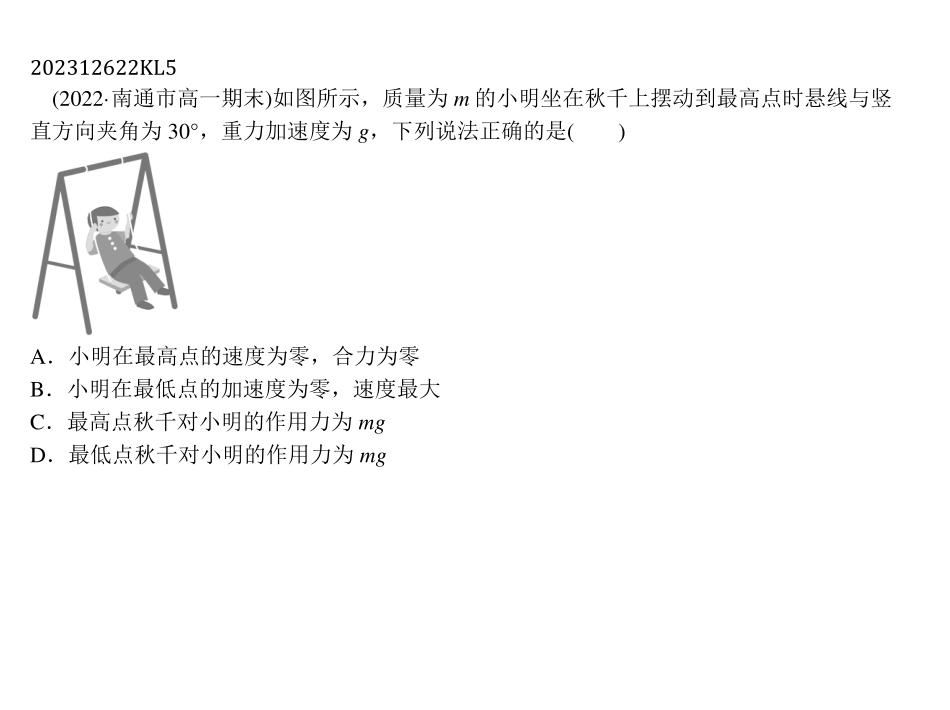 202312622KL5
(2022·南通市高一期末)如图所示，质量为 m 的小明坐在秋千上摆动到最高点时悬线与竖
直方向夹角为 30°，重力加速度为 g，下列说法正确的是(　　)
A．小明在最高点的速度为零，合力为零
B．小明在最低点的加速度为零，速度最大
C．最高点秋千对小明的作用力为 mg
D．最低点秋千对小明的作用力为 mg